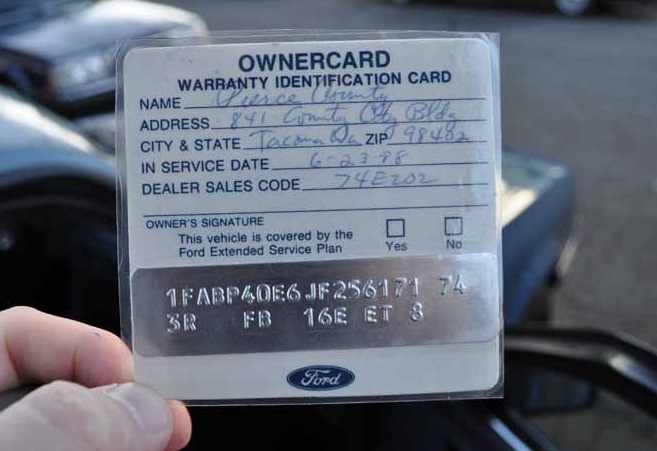 OWNERCARD
WARRANTY IDENTIFICATION CARD
NAME Pierce County
ADDRESS 841 County City Bldg
CITY & STATE Tacoma Wa ZIP 98402
IN SERVICE DATE 6-23 88
DEALER SALES CODE 74E202
OWNER'S SIGNATURE
This vehicle is covered by the
Ford Extended Service Plan
Yes No
1FABP40E6JF256171 74
3R FB 16E ET 8
Ford